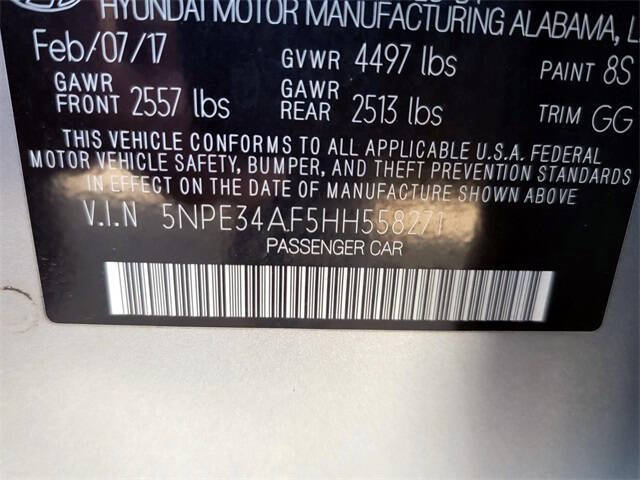 HYUNDAI MOTOR MANUFACTURING ALABAMA, L
Feb/07/17 GVWR 4497 lbs PAINT 8S
GAWR FRONT 2557 lbs GAWR REAR 2513 lbs TRIM GG
THIS VEHICLE CONFORMS TO ALL APPLICABLE U.S.A. FEDERAL
MOTOR VEHICLE SAFETY, BUMPER, AND THEFT PREVENTION STANDARDS
IN EFFECT ON THE DATE OF MANUFACTURE SHOWN ABOVE.
V.I.N 5NPE34AF5HH558271
PASSENGER CAR